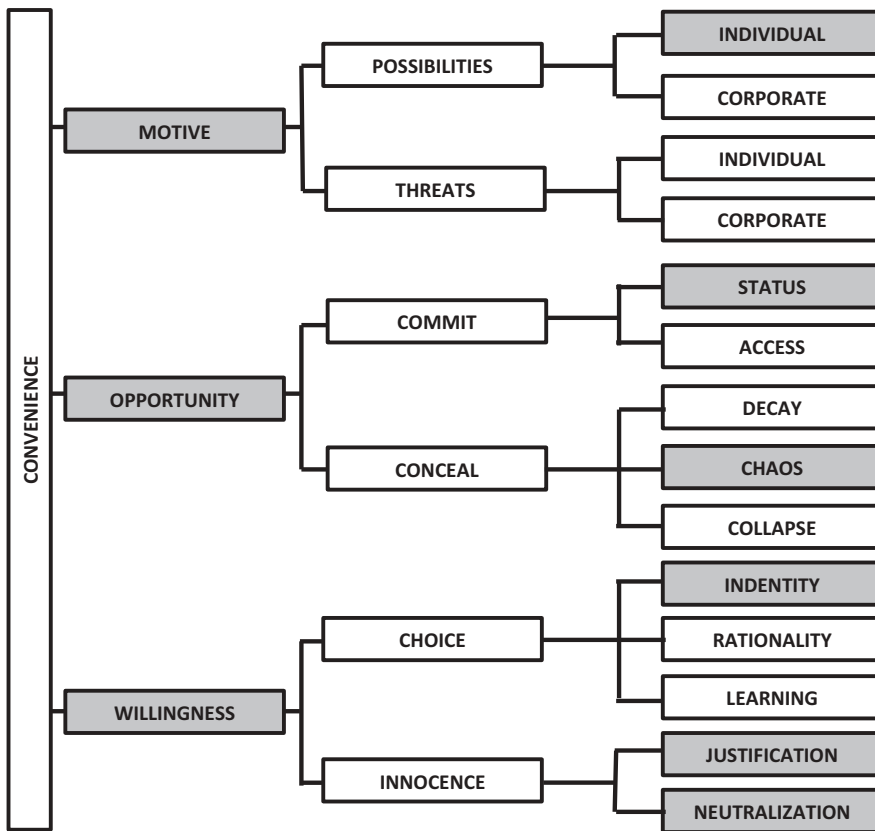 CONVENIENCE
MOTIVE
POSSIBILITIES
INDIVIDUAL
CORPORATE
THREATS
INDIVIDUAL
CORPORATE
OPPORTUNITY
COMMIT
STATUS
ACCESS
CONCEAL
DECAY
CHAOS
COLLAPSE
WILLINGNESS
CHOICE
INDENTITY
RATIONALITY
LEARNING
INNOCENCE
JUSTIFICATION
NEUTRALIZATION